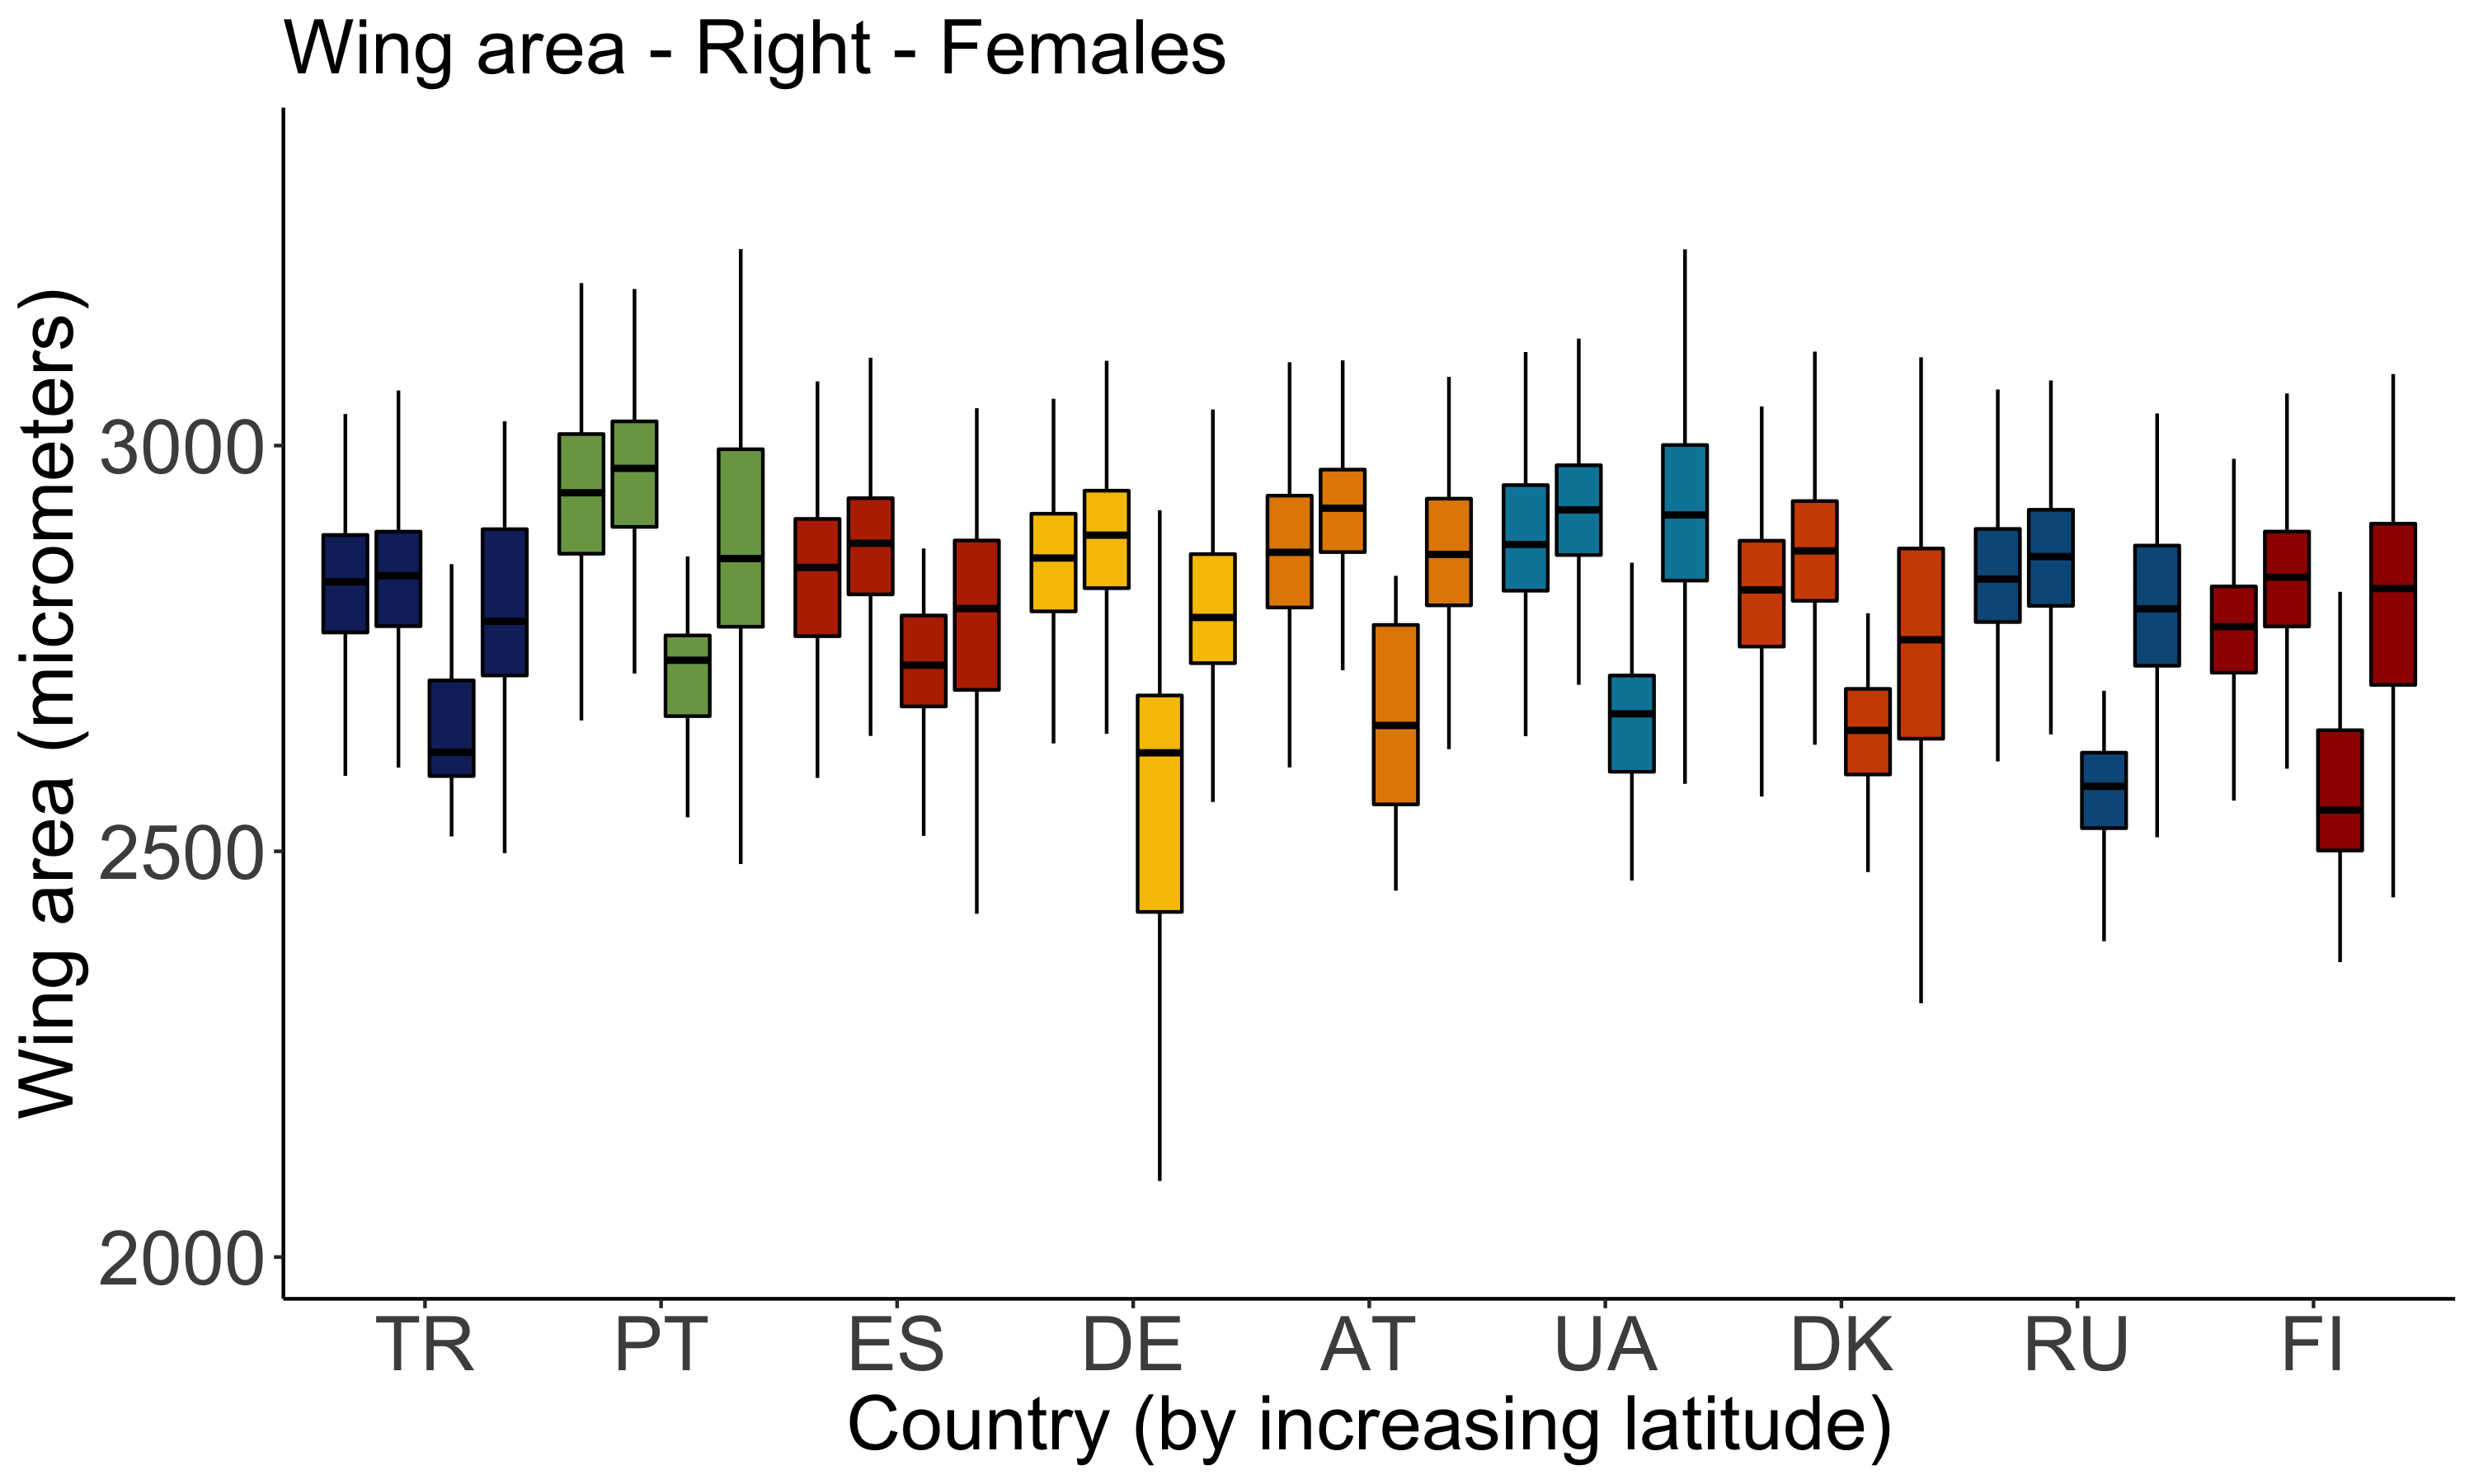 Wing area - Right - Females
Wing area (micrometers)
3000
2500
2000
TR PT ES DE AT UA DK RU FI
Country (by increasing latitude)